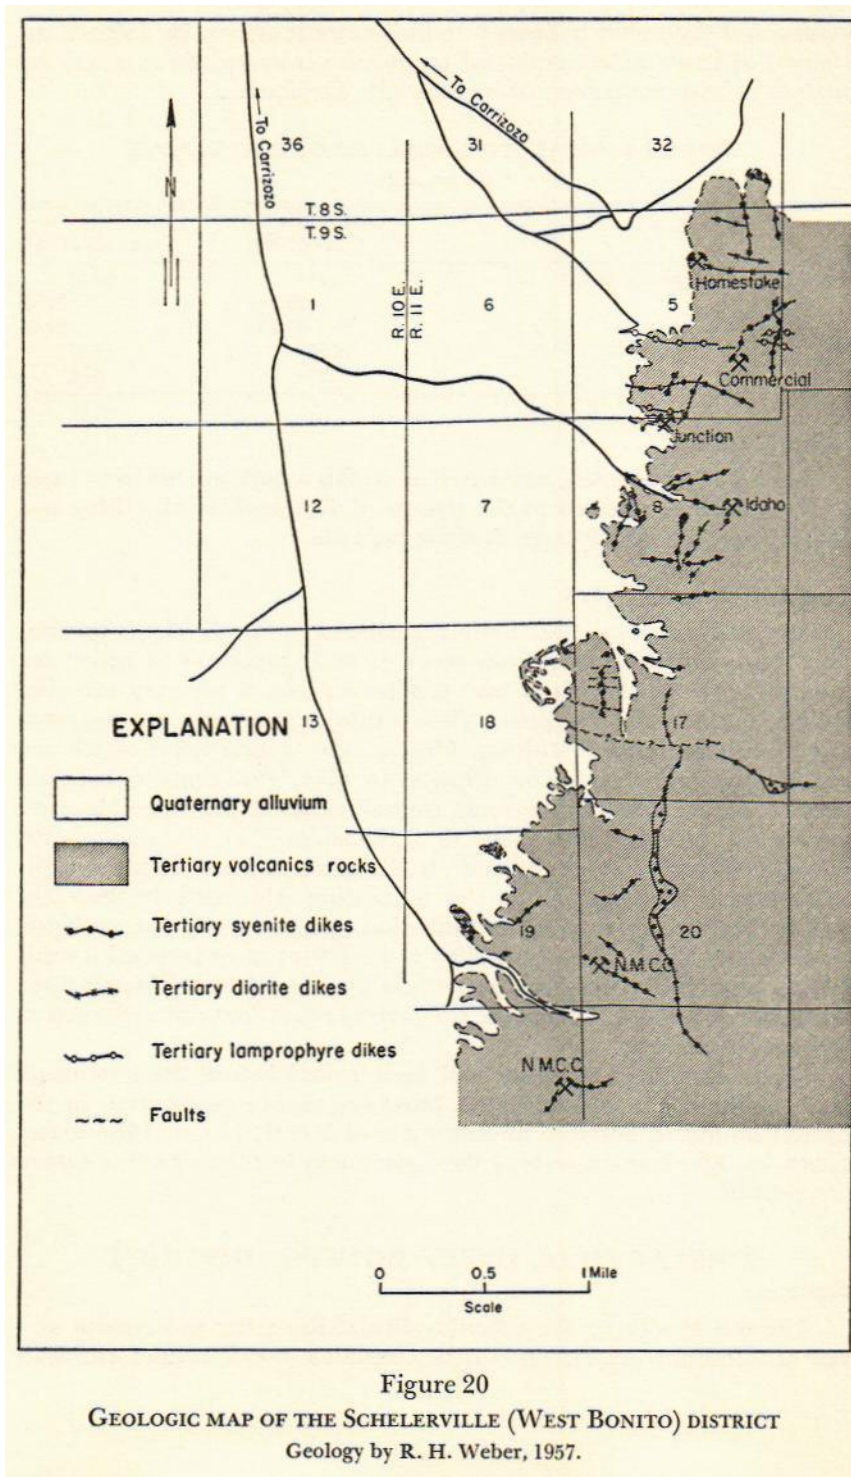 To Carrizozo
To Carrizozo
36
31
32
N
T. 8 S.
T. 9 S.
R. 10 E.
R. 11 E.
Homestake
1
6
5
Commercial
Junction
12
7
8
Idaho
EXPLANATION
13
18
17
Quaternary alluvium
Tertiary volcanics rocks
Tertiary syenite dikes
19
20
N.M.C.C.
Tertiary diorite dikes
Tertiary lamprophyre dikes
N.M.C.C.
Faults
0 0.5 1 Mile
Scale
Figure 20
GEOLOGIC MAP OF THE SCHELERVILLE (WEST BONITO) DISTRICT
Geology by R. H. Weber, 1957.